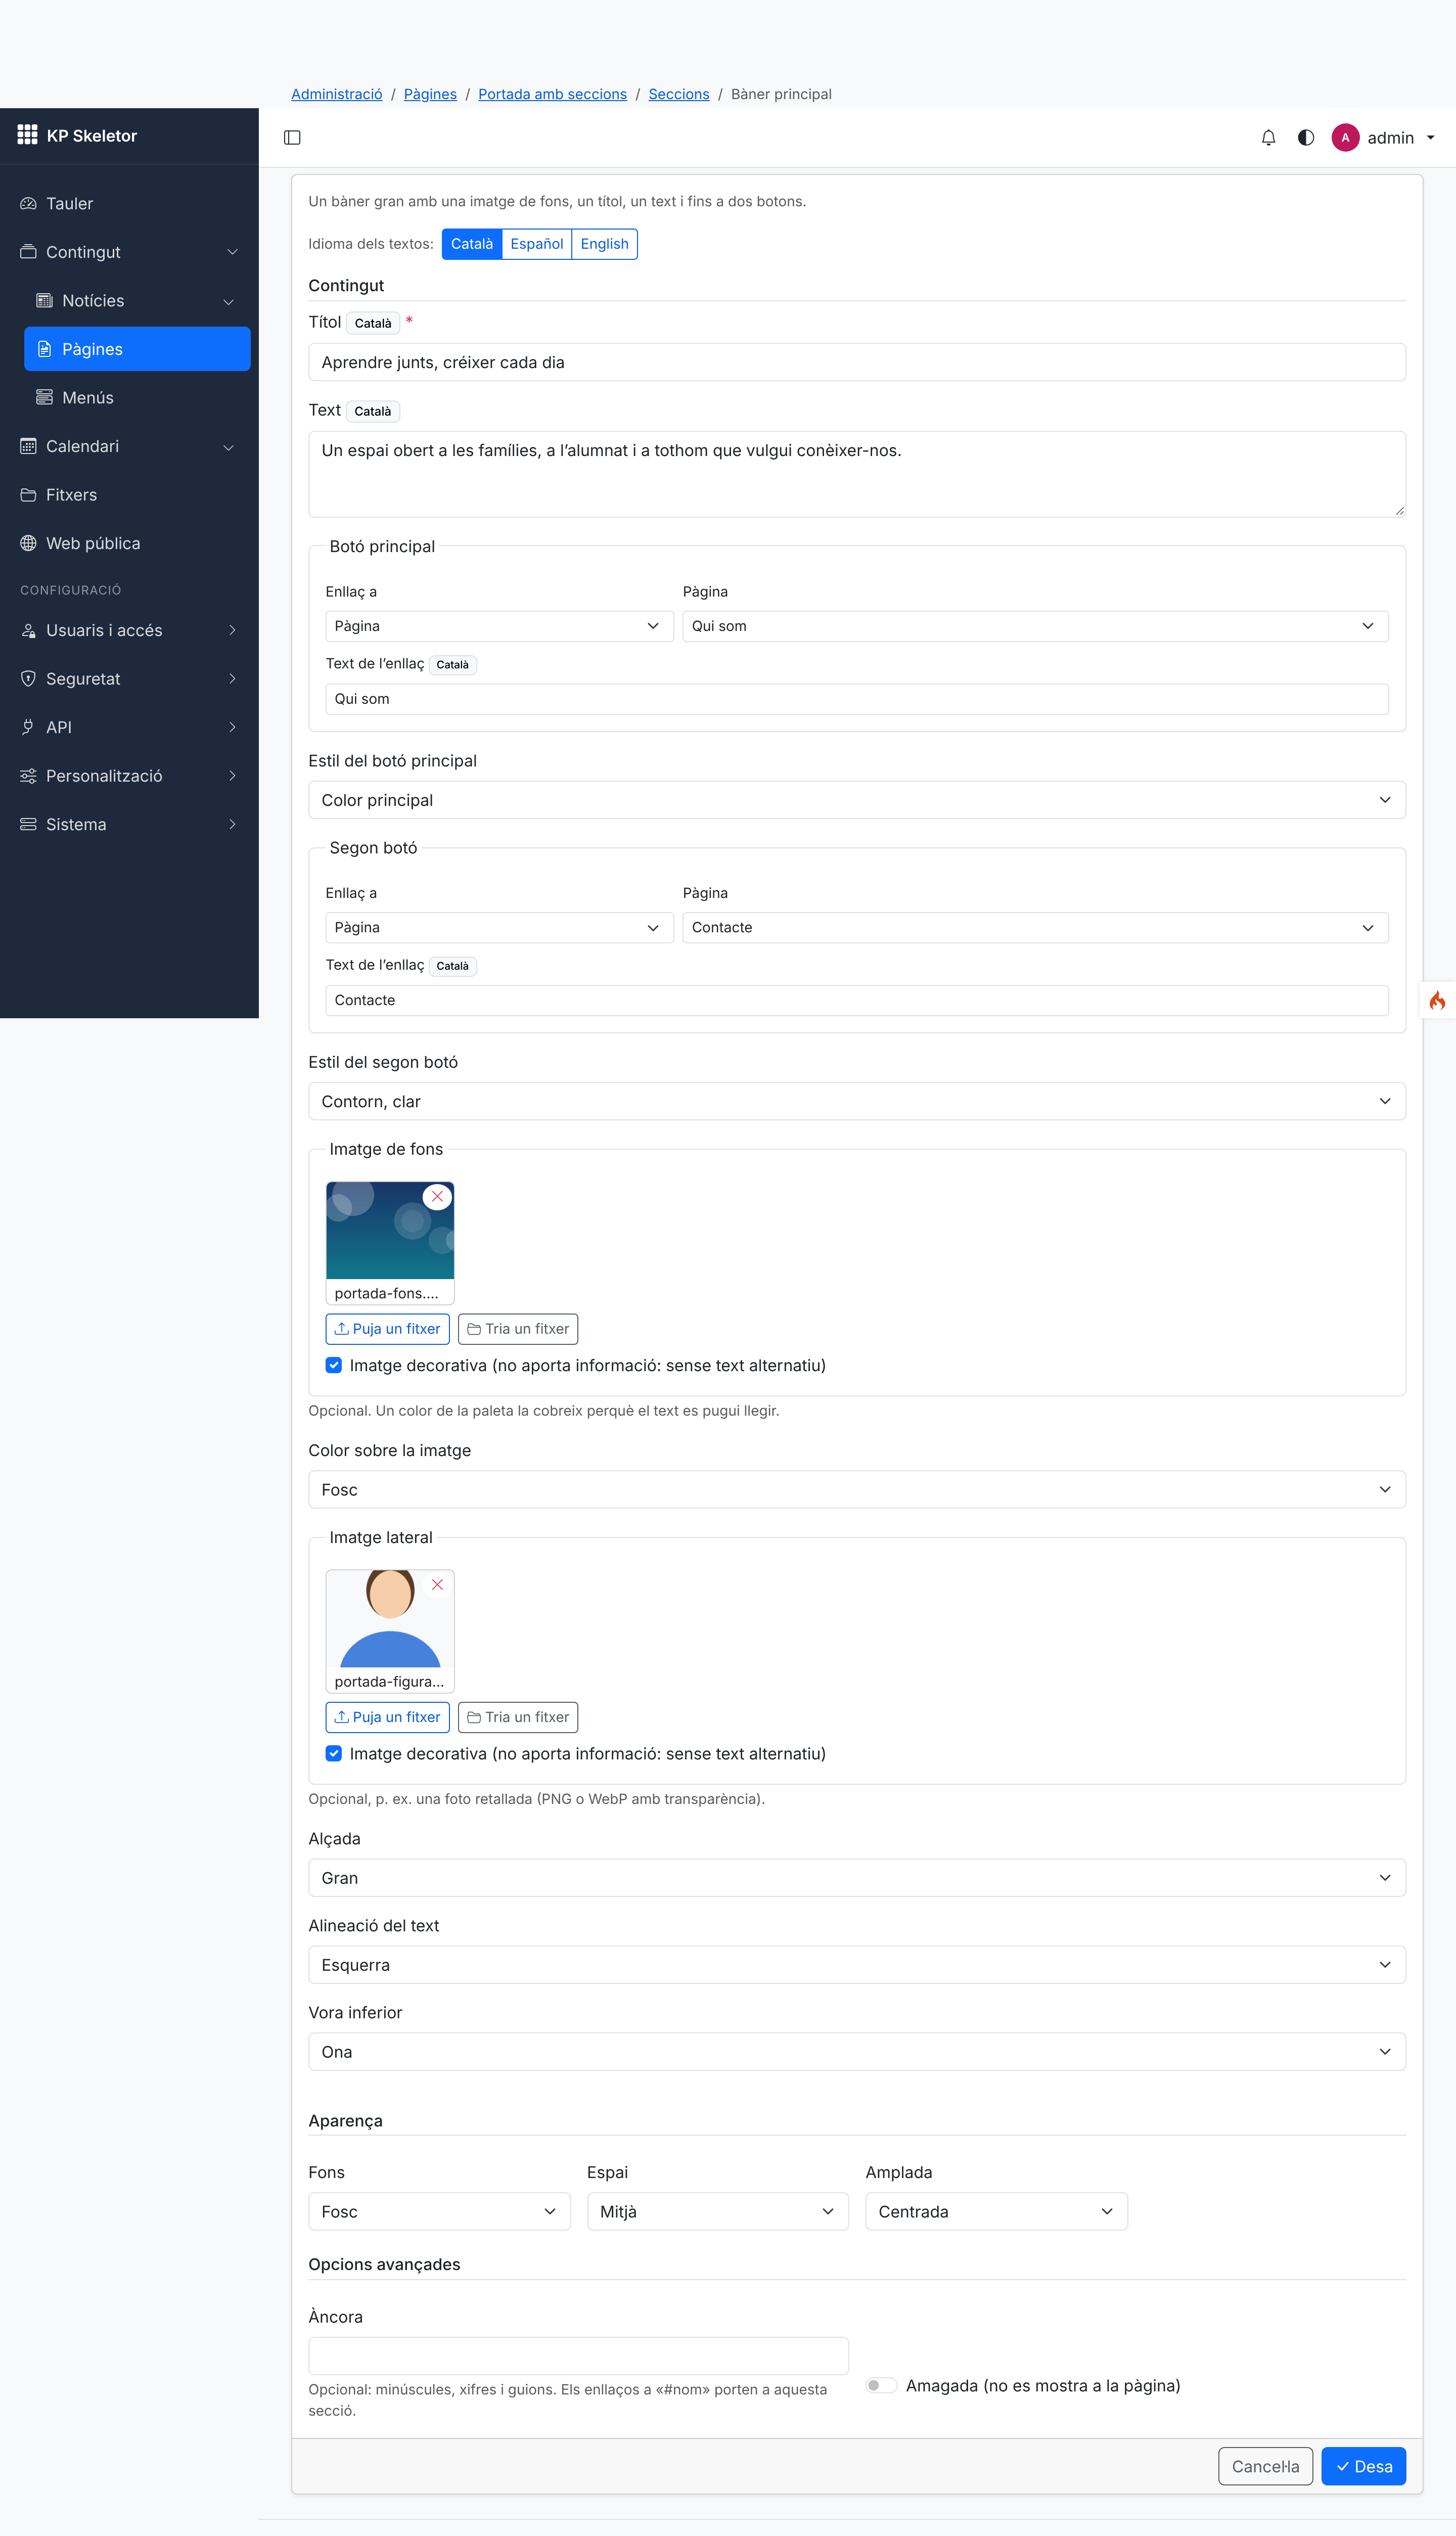 Administració / Pàgines / Portada amb seccions / Seccions / Bàner principal
KP Skeletor
A admin
Tauler
Contingut
Notícies
Pàgines
Menús
Calendari
Fitxers
Web pública
CONFIGURACIÓ
Usuaris i accés
Seguretat
API
Personalització
Sistema
Un bàner gran amb una imatge de fons, un títol, un text i fins a dos botons.
Idioma dels textos: Català Español English
Contingut
Títol Català *
Aprendre junts, créixer cada dia
Text Català
Un espai obert a les famílies, a l’alumnat i a tothom que vulgui conèixer-nos.
Botó principal
Enllaç a Pàgina
Pàgina Qui som
Text de l’enllaç Català
Qui som
Estil del botó principal
Color principal
Segon botó
Enllaç a Pàgina
Pàgina Contacte
Text de l’enllaç Català
Contacte
Estil del segon botó
Contorn, clar
Imatge de fons
portada-fons....
Puja un fitxer Tria un fitxer
Imatge decorativa (no aporta informació: sense text alternatiu)
Opcional. Un color de la paleta la cobreix perquè el text es pugui llegir.
Color sobre la imatge
Fosc
Imatge lateral
portada-figura...
Puja un fitxer Tria un fitxer
Imatge decorativa (no aporta informació: sense text alternatiu)
Opcional, p. ex. una foto retallada (PNG o WebP amb transparència).
Alçada
Gran
Alineació del text
Esquerra
Vora inferior
Ona
Aparença
Fons Espai Amplada
Fosc Mitjà Centrada
Opcions avançades
Àncora
Opcional: minúscules, xifres i guions. Els enllaços a «#nom» porten a aquesta
secció.
Amagada (no es mostra a la pàgina)
Cancel·la Desa